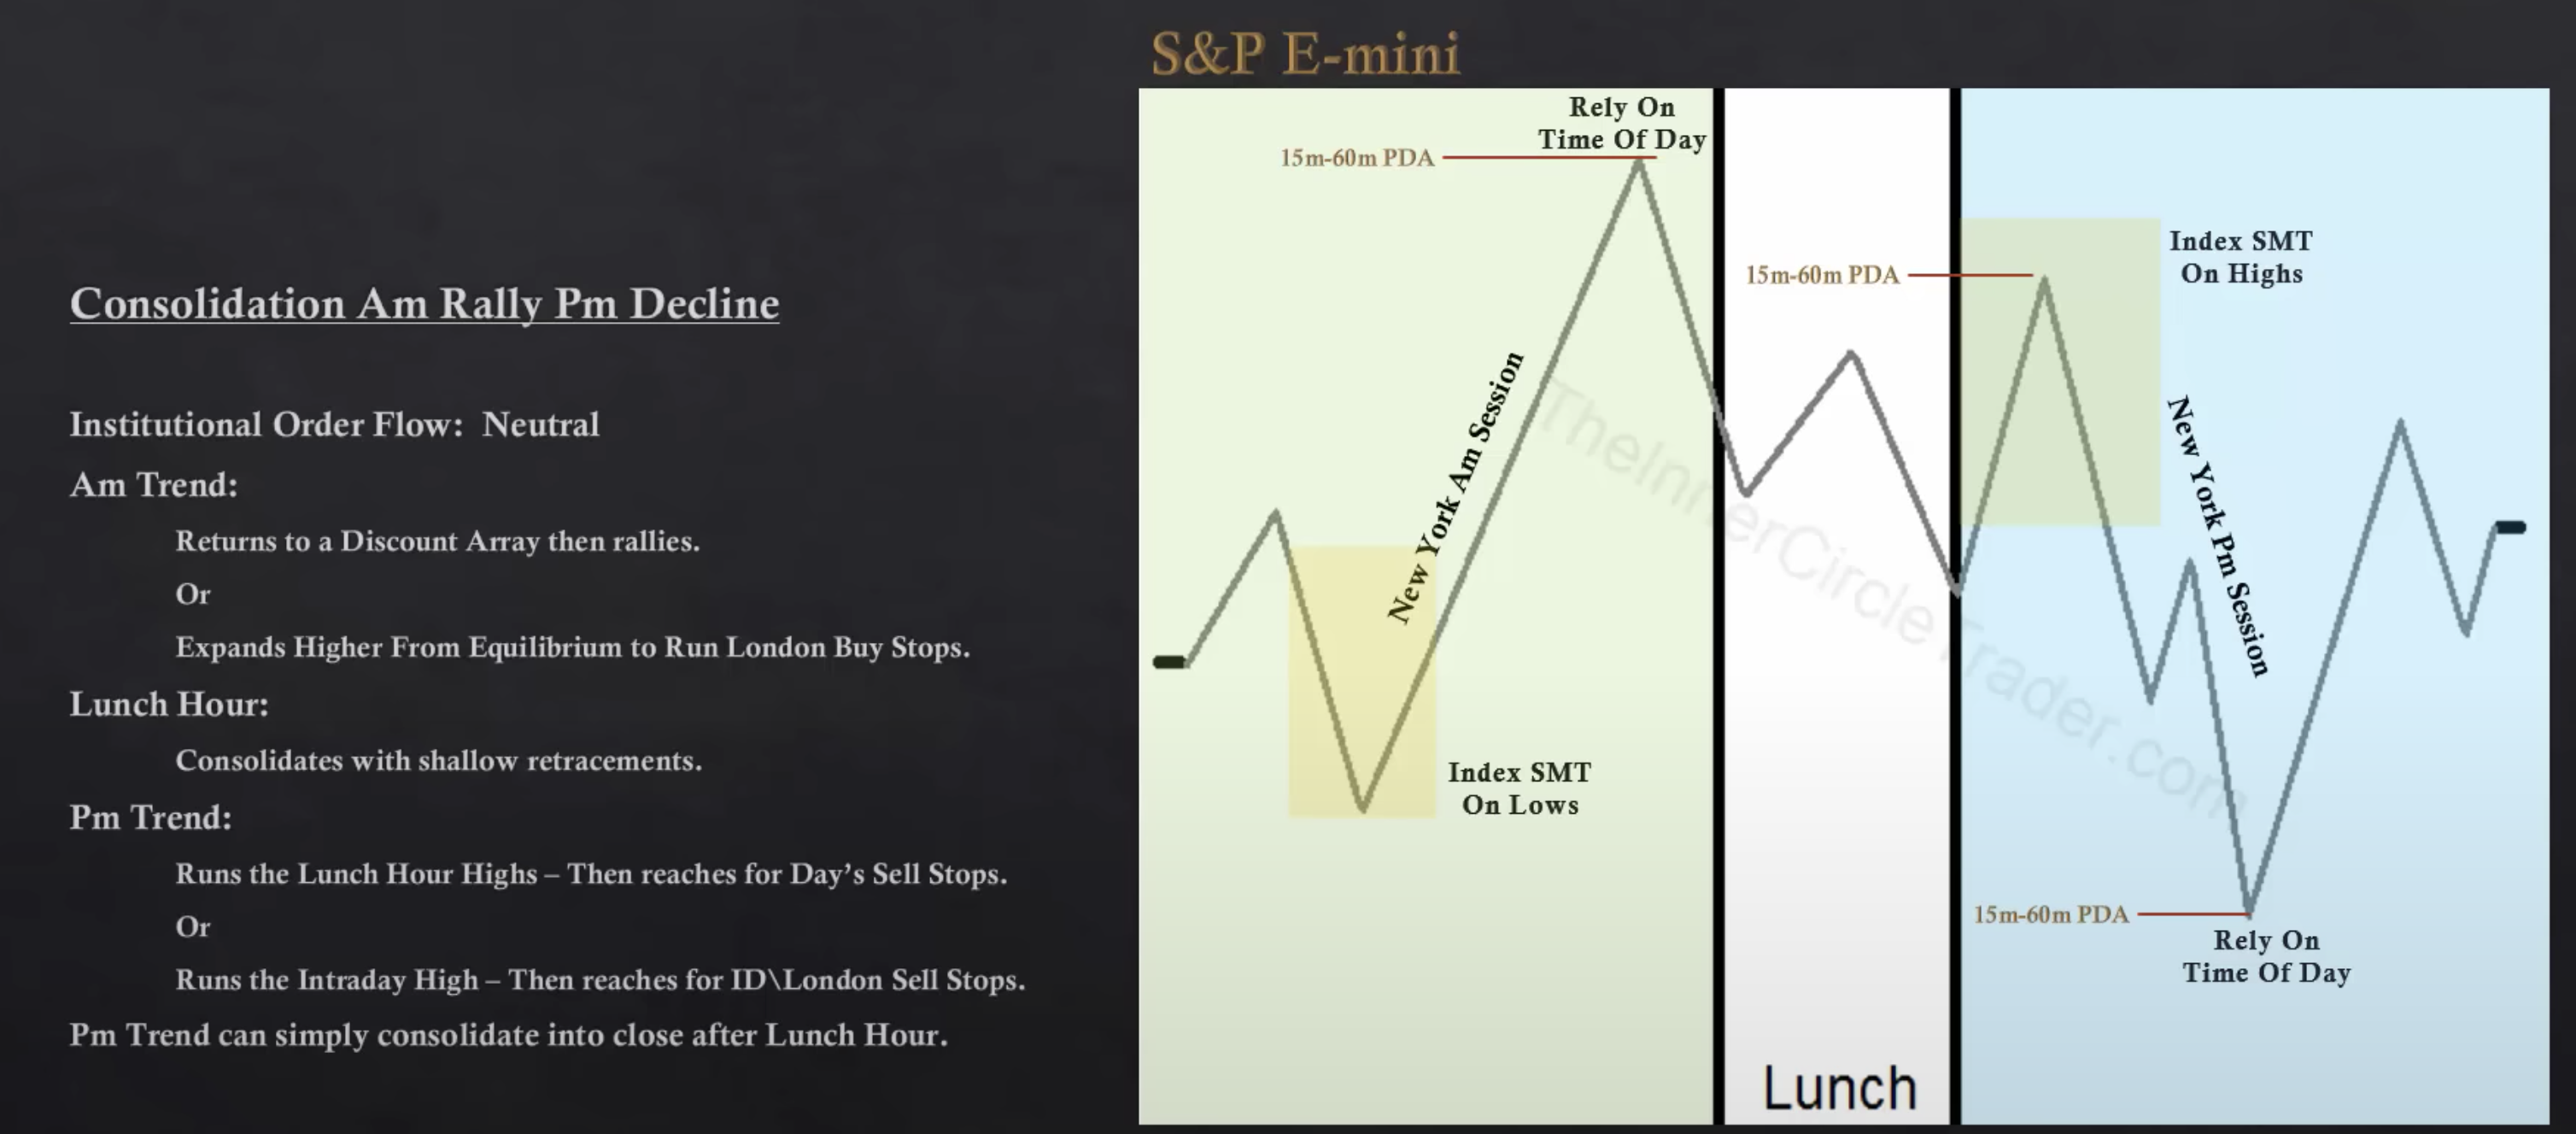 S&P E-mini
Consolidation Am Rally Pm Decline
Institutional Order Flow:  Neutral
Am Trend:
Returns to a Discount Array then rallies.
Or
Expands Higher From Equilibrium to Run London Buy Stops.
Lunch Hour:
Consolidates with shallow retracements.
Pm Trend:
Runs the Lunch Hour Highs – Then reaches for Day’s Sell Stops.
Or
Runs the Intraday High – Then reaches for ID\London Sell Stops.
Pm Trend can simply consolidate into close after Lunch Hour.
Rely On
Time Of Day
15m-60m PDA
New York Am Session
Index SMT
On Lows
Lunch
15m-60m PDA
Index SMT
On Highs
New York Pm Session
15m-60m PDA
Rely On
Time Of Day
TheInnerCircleTrader.com